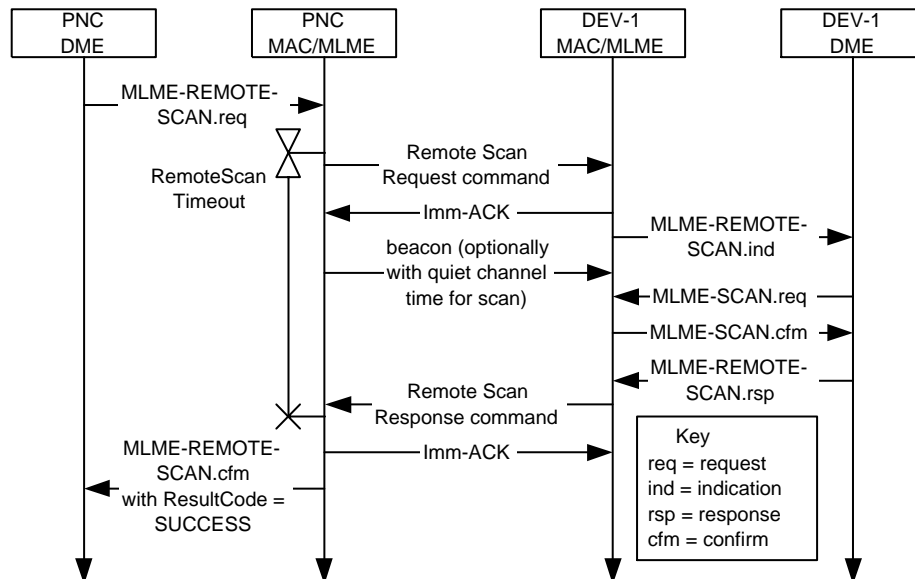 PNC
DME
PNC
MAC/MLME
DEV-1
MAC/MLME
DEV-1
DME
MLME-REMOTE-
SCAN.req
RemoteScan
Timeout
Remote Scan
Request command
Imm-ACK
MLME-REMOTE-
SCAN.ind
beacon (optionally
with quiet channel
time for scan)
MLME-SCAN.req
MLME-SCAN.cfm
MLME-REMOTE-
SCAN.rsp
Remote Scan
Response command
Imm-ACK
MLME-REMOTE-
SCAN.cfm
with ResultCode =
SUCCESS
Key
req = request
ind = indication
rsp = response
cfm = confirm